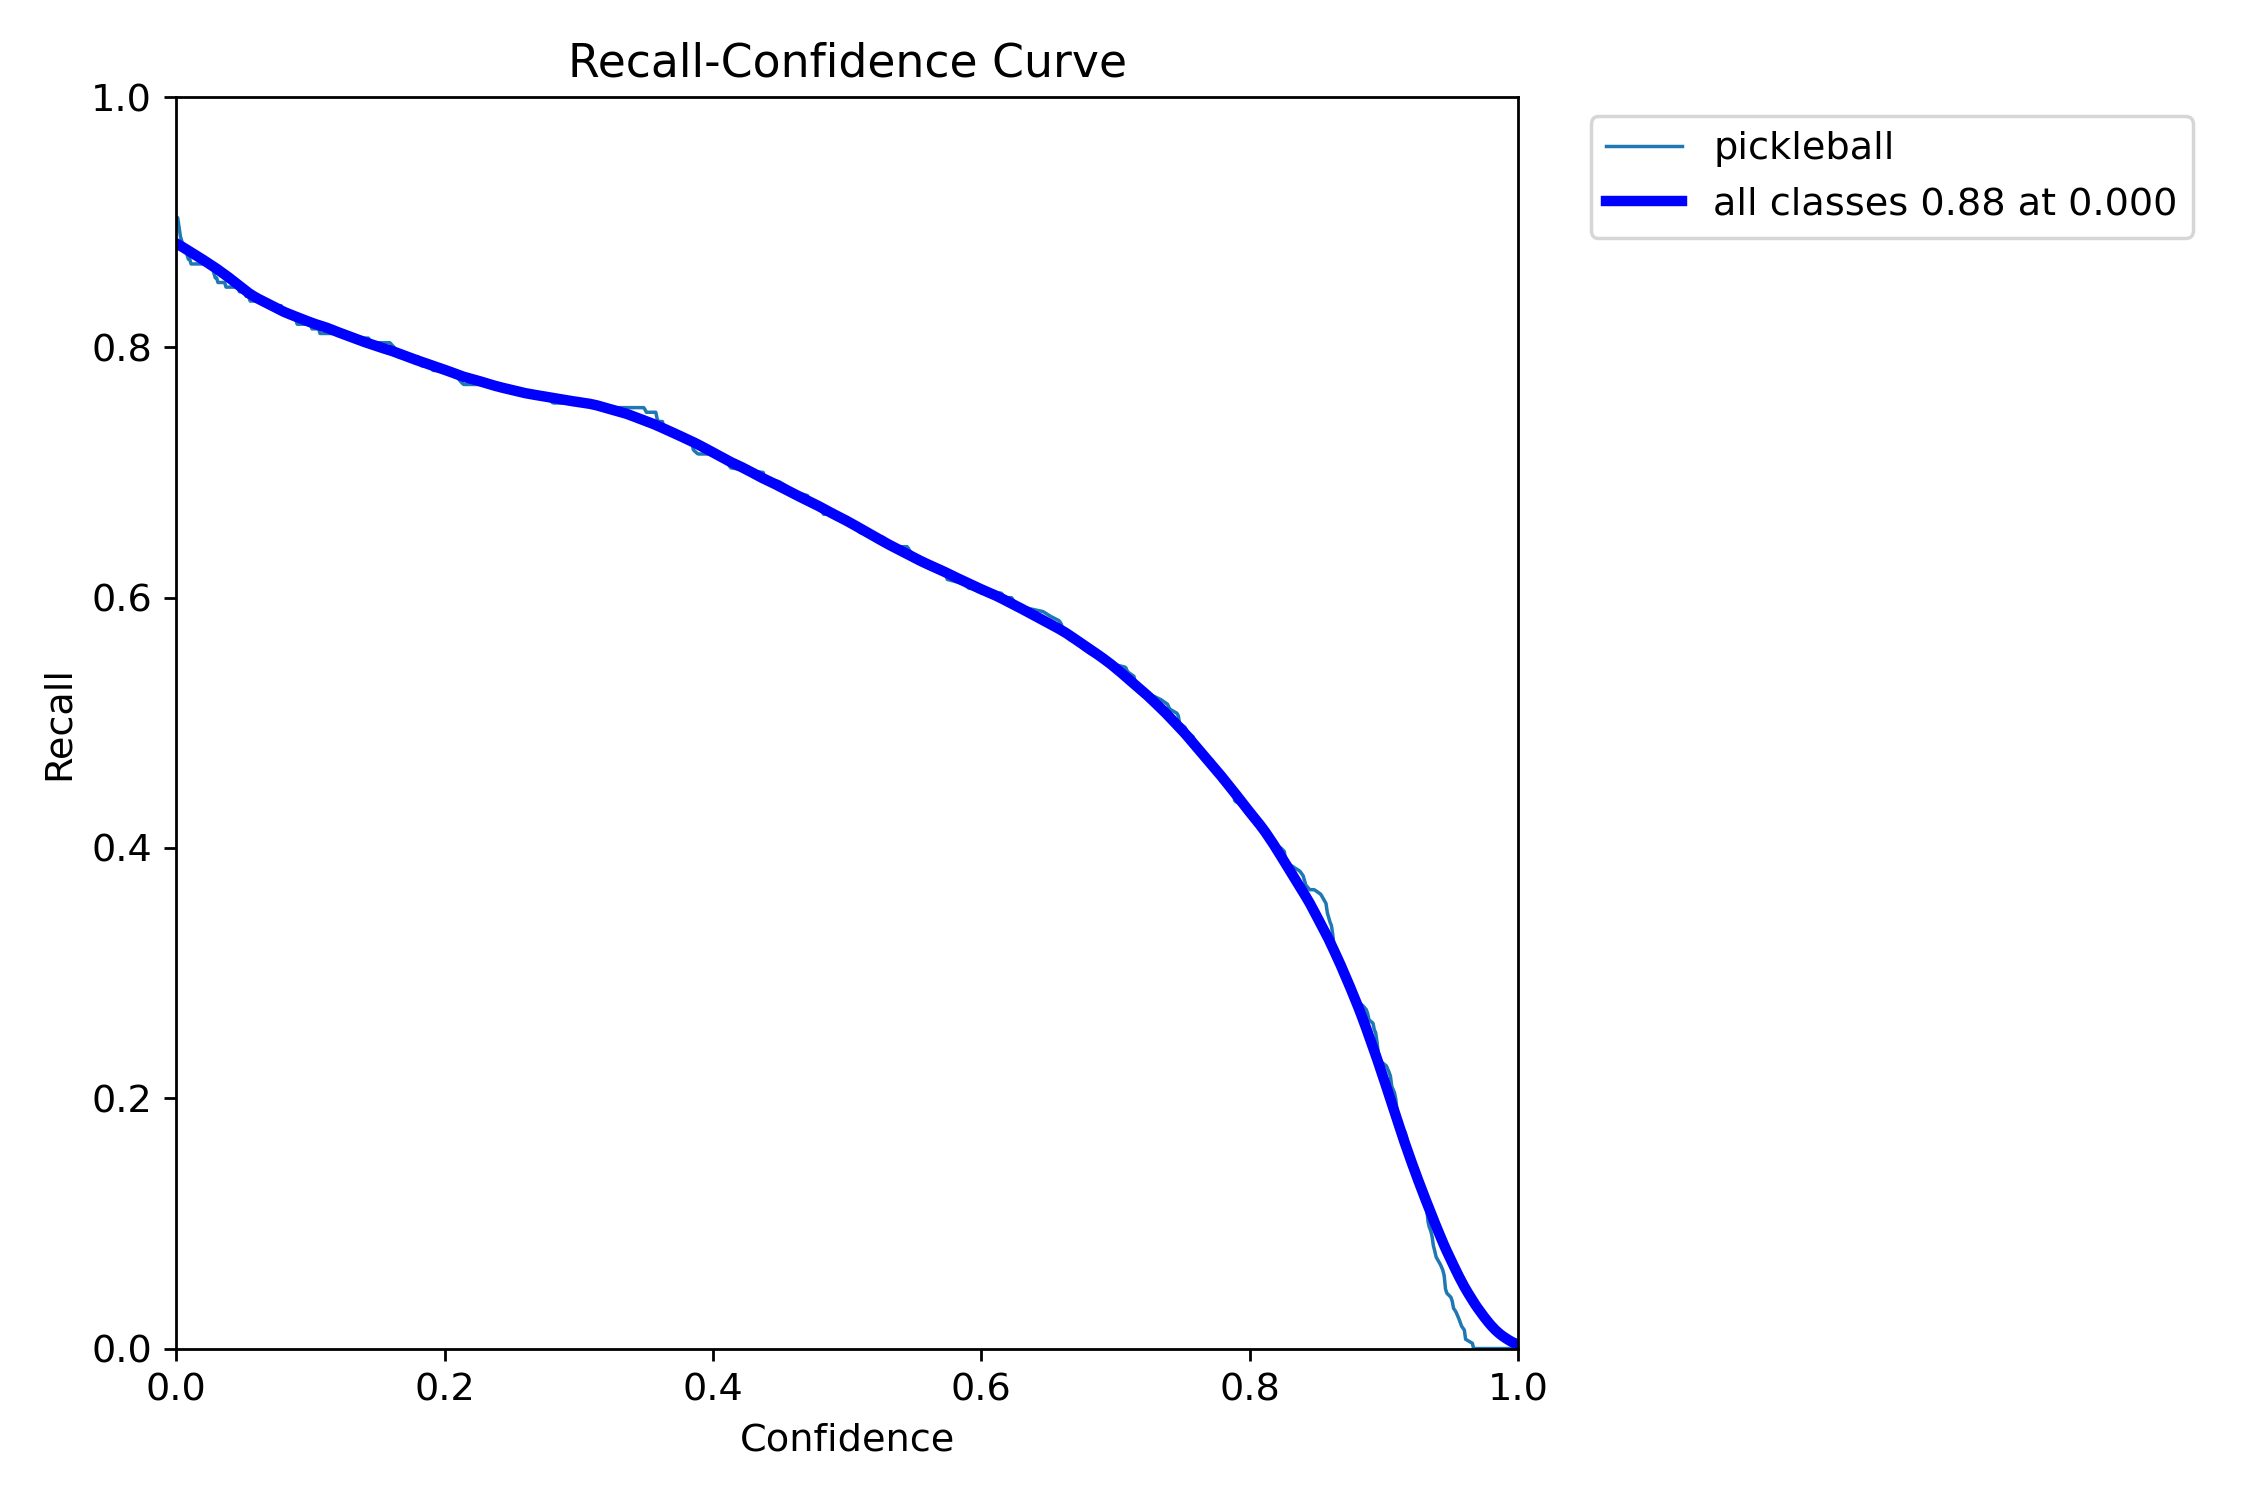 Recall-Confidence Curve
1.0
0.8
0.6
0.4
0.2
0.0
Recall
0.0 0.2 0.4 0.6 0.8 1.0
Confidence
pickleball
all classes 0.88 at 0.000